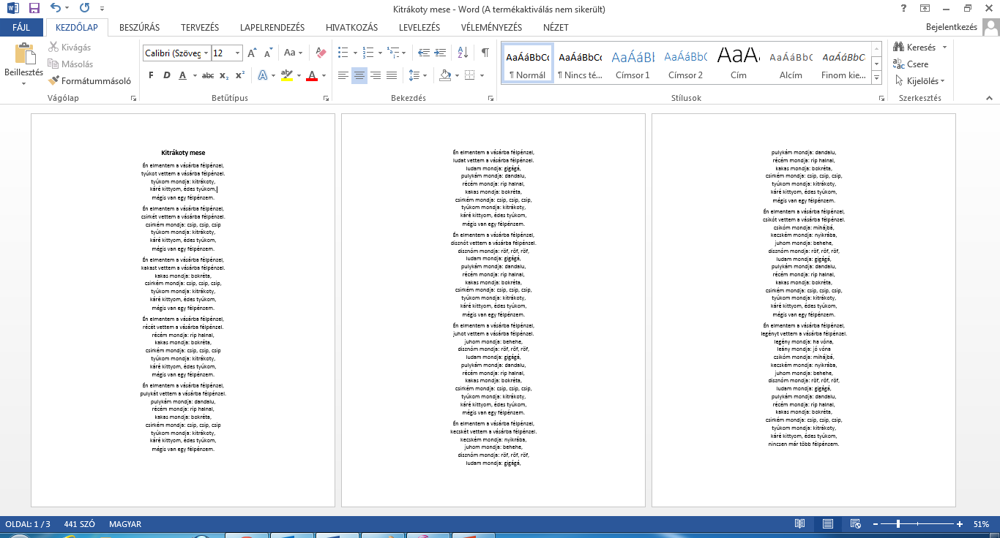 Kitrákoty mese - Word (A termékaktiválás nem sikerült)
FÁJL KEZDŐLAP BESZÚRÁS TERVEZÉS LAPELRENDEZÉS HIVATKOZÁS LEVELEZÉS VÉLEMÉNYEZÉS NÉZET Bejelentkezés
Beillesztés
Kivágás
Másolás
Formátummásoló
Vágólap
Calibri (Szöveg 12
Betűtípus
Bekezdés
AaÁáBbCc AaÁáBbCc AaÁáBl AaÁáBbC AaA AaÁáBbC AaÁáBbC
¶ Normál ¶ Nincs té... Címsor 1 Címsor 2 Cím Alcím Finom kie...
Stílusok
Keresés
Csere
Kijelölés
Szerkesztés
Kitrákoty mese
Én elmentem a vásárba félpénzel,
tyúkot vettem a vásárba félpénzel.
tyúkom mondja: kitrákoty,
káré kittyom, édes tyúkom,
mégis van egy félpénzem.
Én elmentem a vásárba félpénzel,
csirkét vettem a vásárba félpénzel.
csirkém mondja: csip, csip, csip
tyúkom mondja: kitrákoty,
káré kittyom, édes tyúkom,
mégis van egy félpénzem.
Én elmentem a vásárba félpénzel,
kakast vettem a vásárba félpénzel.
kakas mondja: bokréta,
csirkém mondja: csip, csip, csip,
tyúkom mondja: kitrákoty,
káré kittyom, édes tyúkom,
mégis van egy félpénzem.
Én elmentem a vásárba félpénzel,
récét vettem a vásárba félpénzel.
récém mondja: rip hajnal,
kakas mondja: bokréta,
csirkém mondja: csip, csip, csip
tyúkom mondja: kitrákoty,
káré kittyom, édes tyúkom,
mégis van egy félpénzem.
Én elmentem a vásárba félpénzel,
pulykát vettem a vásárba félpénzel.
pulykám mondja: dandalu,
récém mondja: rip hajnal,
kakas mondja: bokréta,
csirkém mondja: csip, csip, csip
tyúkom mondja: kitrákoty,
káré kittyom, édes tyúkom,
mégis van egy félpénzem.
Én elmentem a vásárba félpénzel,
ludat vettem a vásárba félpénzel.
ludam mondja: gigágá,
pulykám mondja: dandalu,
récém mondja: rip hajnal,
kakas mondja: bokréta,
csirkém mondja: csip, csip, csip,
tyúkom mondja: kitrákoty,
káré kittyom, édes tyúkom,
mégis van egy félpénzem.
Én elmentem a vásárba félpénzel,
disznót vettem a vásárba félpénzel.
disznóm mondja: röf, röf, röf,
ludam mondja: gigágá,
pulykám mondja: dandalu,
récém mondja: rip hajnal,
kakas mondja: bokréta,
csirkém mondja: csip, csip, csip,
tyúkom mondja: kitrákoty,
káré kittyom, édes tyúkom,
mégis van egy félpénzem.
Én elmentem a vásárba félpénzel,
juhot vettem a vásárba félpénzel.
juhom mondja: behehe,
disznóm mondja: röf, röf, röf,
ludam mondja: gigágá,
pulykám mondja: dandalu,
récém mondja: rip hajnal,
kakas mondja: bokréta,
csirkém mondja: csip, csip, csip,
tyúkom mondja: kitrákoty,
káré kittyom, édes tyúkom,
mégis van egy félpénzem.
Én elmentem a vásárba félpénzel,
kecskét vettem a vásárba félpénzel.
kecském mondja: nyikrába,
juhom mondja: behehe,
disznóm mondja: röf, röf, röf,
ludam mondja: gigágá,
pulykám mondja: dandalu,
récém mondja: rip hajnal,
kakas mondja: bokréta,
csirkém mondja: csip, csip, csip,
tyúkom mondja: kitrákoty,
káré kittyom, édes tyúkom,
mégis van egy félpénzem.
Én elmentem a vásárba félpénzel,
csikót vettem a vásárba félpénzel.
csikóm mondja: mihájbá,
kecském mondja: nyikrába,
juhom mondja: behehe,
disznóm mondja: röf, röf, röf,
ludam mondja: gigágá,
pulykám mondja: dandalu,
récém mondja: rip hajnal,
kakas mondja: bokréta,
csirkém mondja: csip, csip, csip,
tyúkom mondja: kitrákoty,
káré kittyom, édes tyúkom,
mégis van egy félpénzem.
Én elmentem a vásárba félpénzel,
legényt vettem a vásárba félpénzel.
legény mondja: ha vóna,
leány mondja: jó vóna
csikóm mondja: mihájbá,
kecském mondja: nyikrába,
juhom mondja: behehe,
disznóm mondja: röf, röf, röf,
ludam mondja: gigágá,
pulykám mondja: dandalu,
récém mondja: rip hajnal,
kakas mondja: bokréta,
csirkém mondja: csip, csip, csip,
tyúkom mondja: kitrákoty,
káré kittyom, édes tyúkom,
nincsen már több félpénzem.
OLDAL: 1 / 3 441 SZÓ MAGYAR 51%